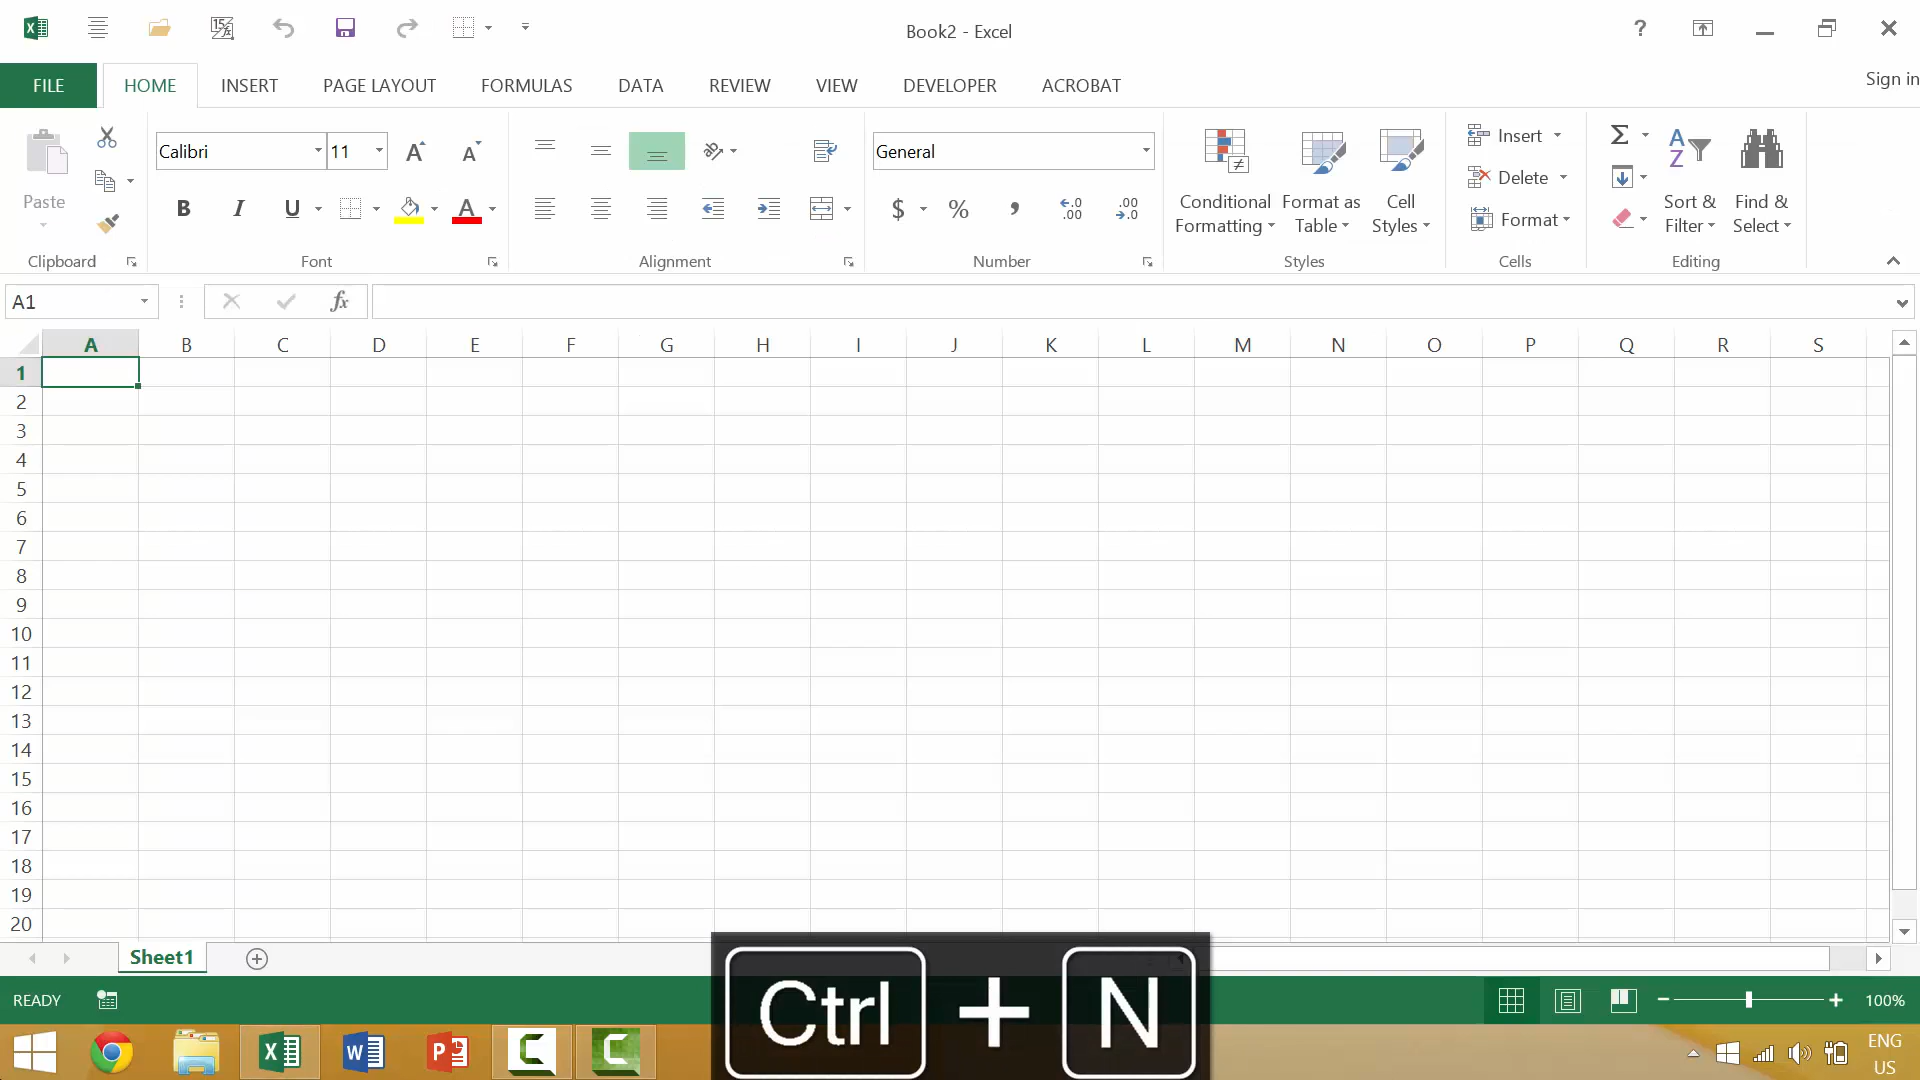 Book2 - Excel
?
Sign in
FILE HOME INSERT PAGE LAYOUT FORMULAS DATA REVIEW VIEW DEVELOPER ACROBAT
Paste
Clipboard
Calibri 11
B I U
Font
Alignment
General
$ % ,
Number
Conditional Formatting
Format as Table
Cell Styles
Styles
Insert
Delete
Format
Cells
Σ
Sort & Filter
Find & Select
Editing
A1
fx
A B C D E F G H I J K L M N O P Q R S
1
2
3
4
5
6
7
8
9
10
11
12
13
14
15
16
17
18
19
20
Sheet1
READY
100%
Ctrl + N
ENG
US